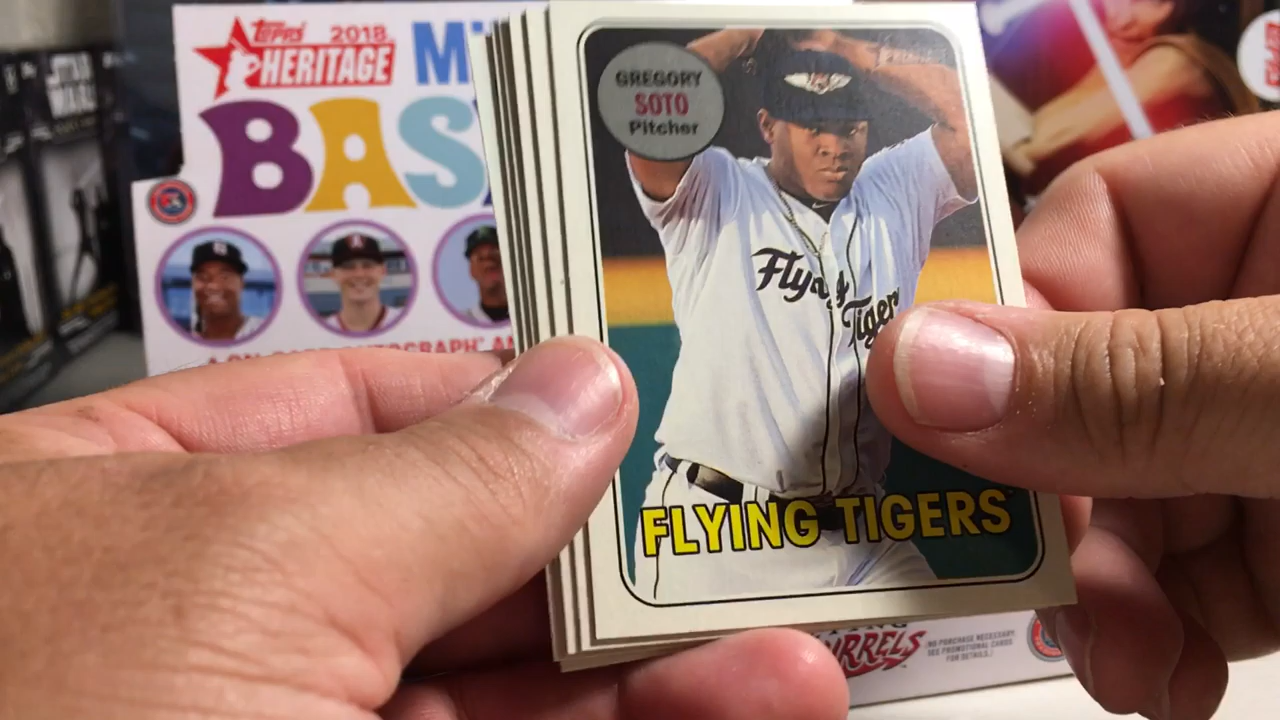 Topps 2018
HERITAGE
BAS
GREGORY
SOTO
Pitcher
Flying
Tigers
FLYING TIGERS
STAR
(NO PURCHASE NECESSARY.
SEE PROMOTIONAL CARDS
FOR DETAILS.)